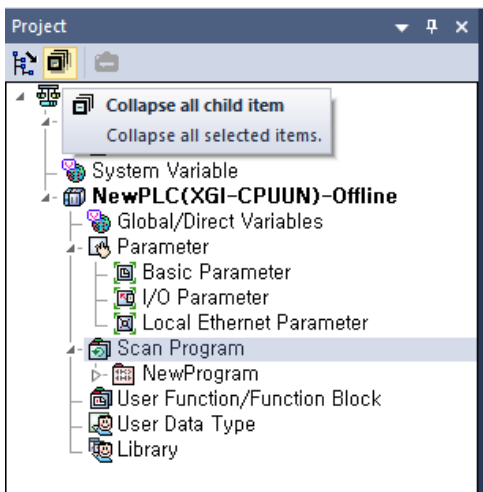 Project
Collapse all child item
Collapse all selected items.
System Variable
NewPLC(XGI-CPUUN)-Offline
Global/Direct Variables
Parameter
Basic Parameter
I/O Parameter
Local Ethernet Parameter
Scan Program
NewProgram
User Function/Function Block
User Data Type
Library